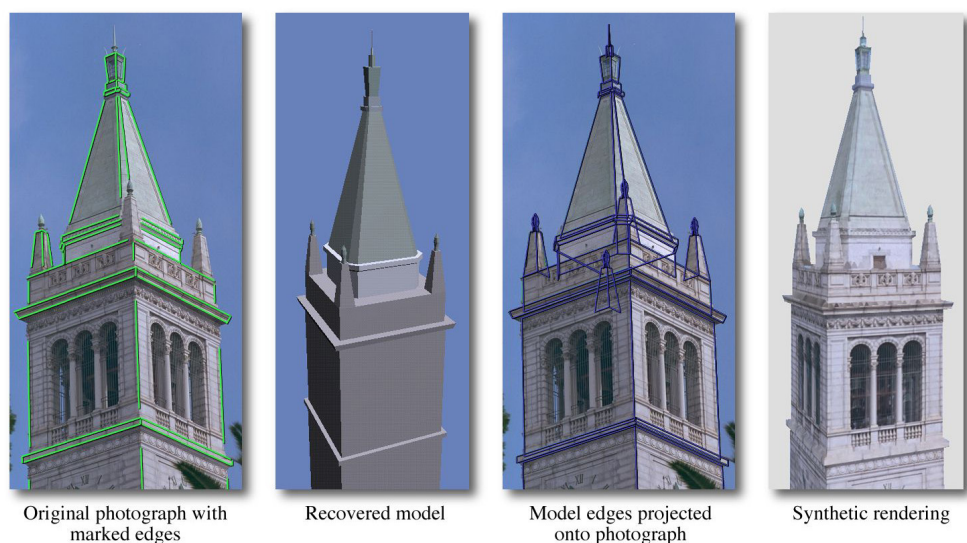 Original photograph with
marked edges
Recovered model
Model edges projected
onto photograph
Synthetic rendering